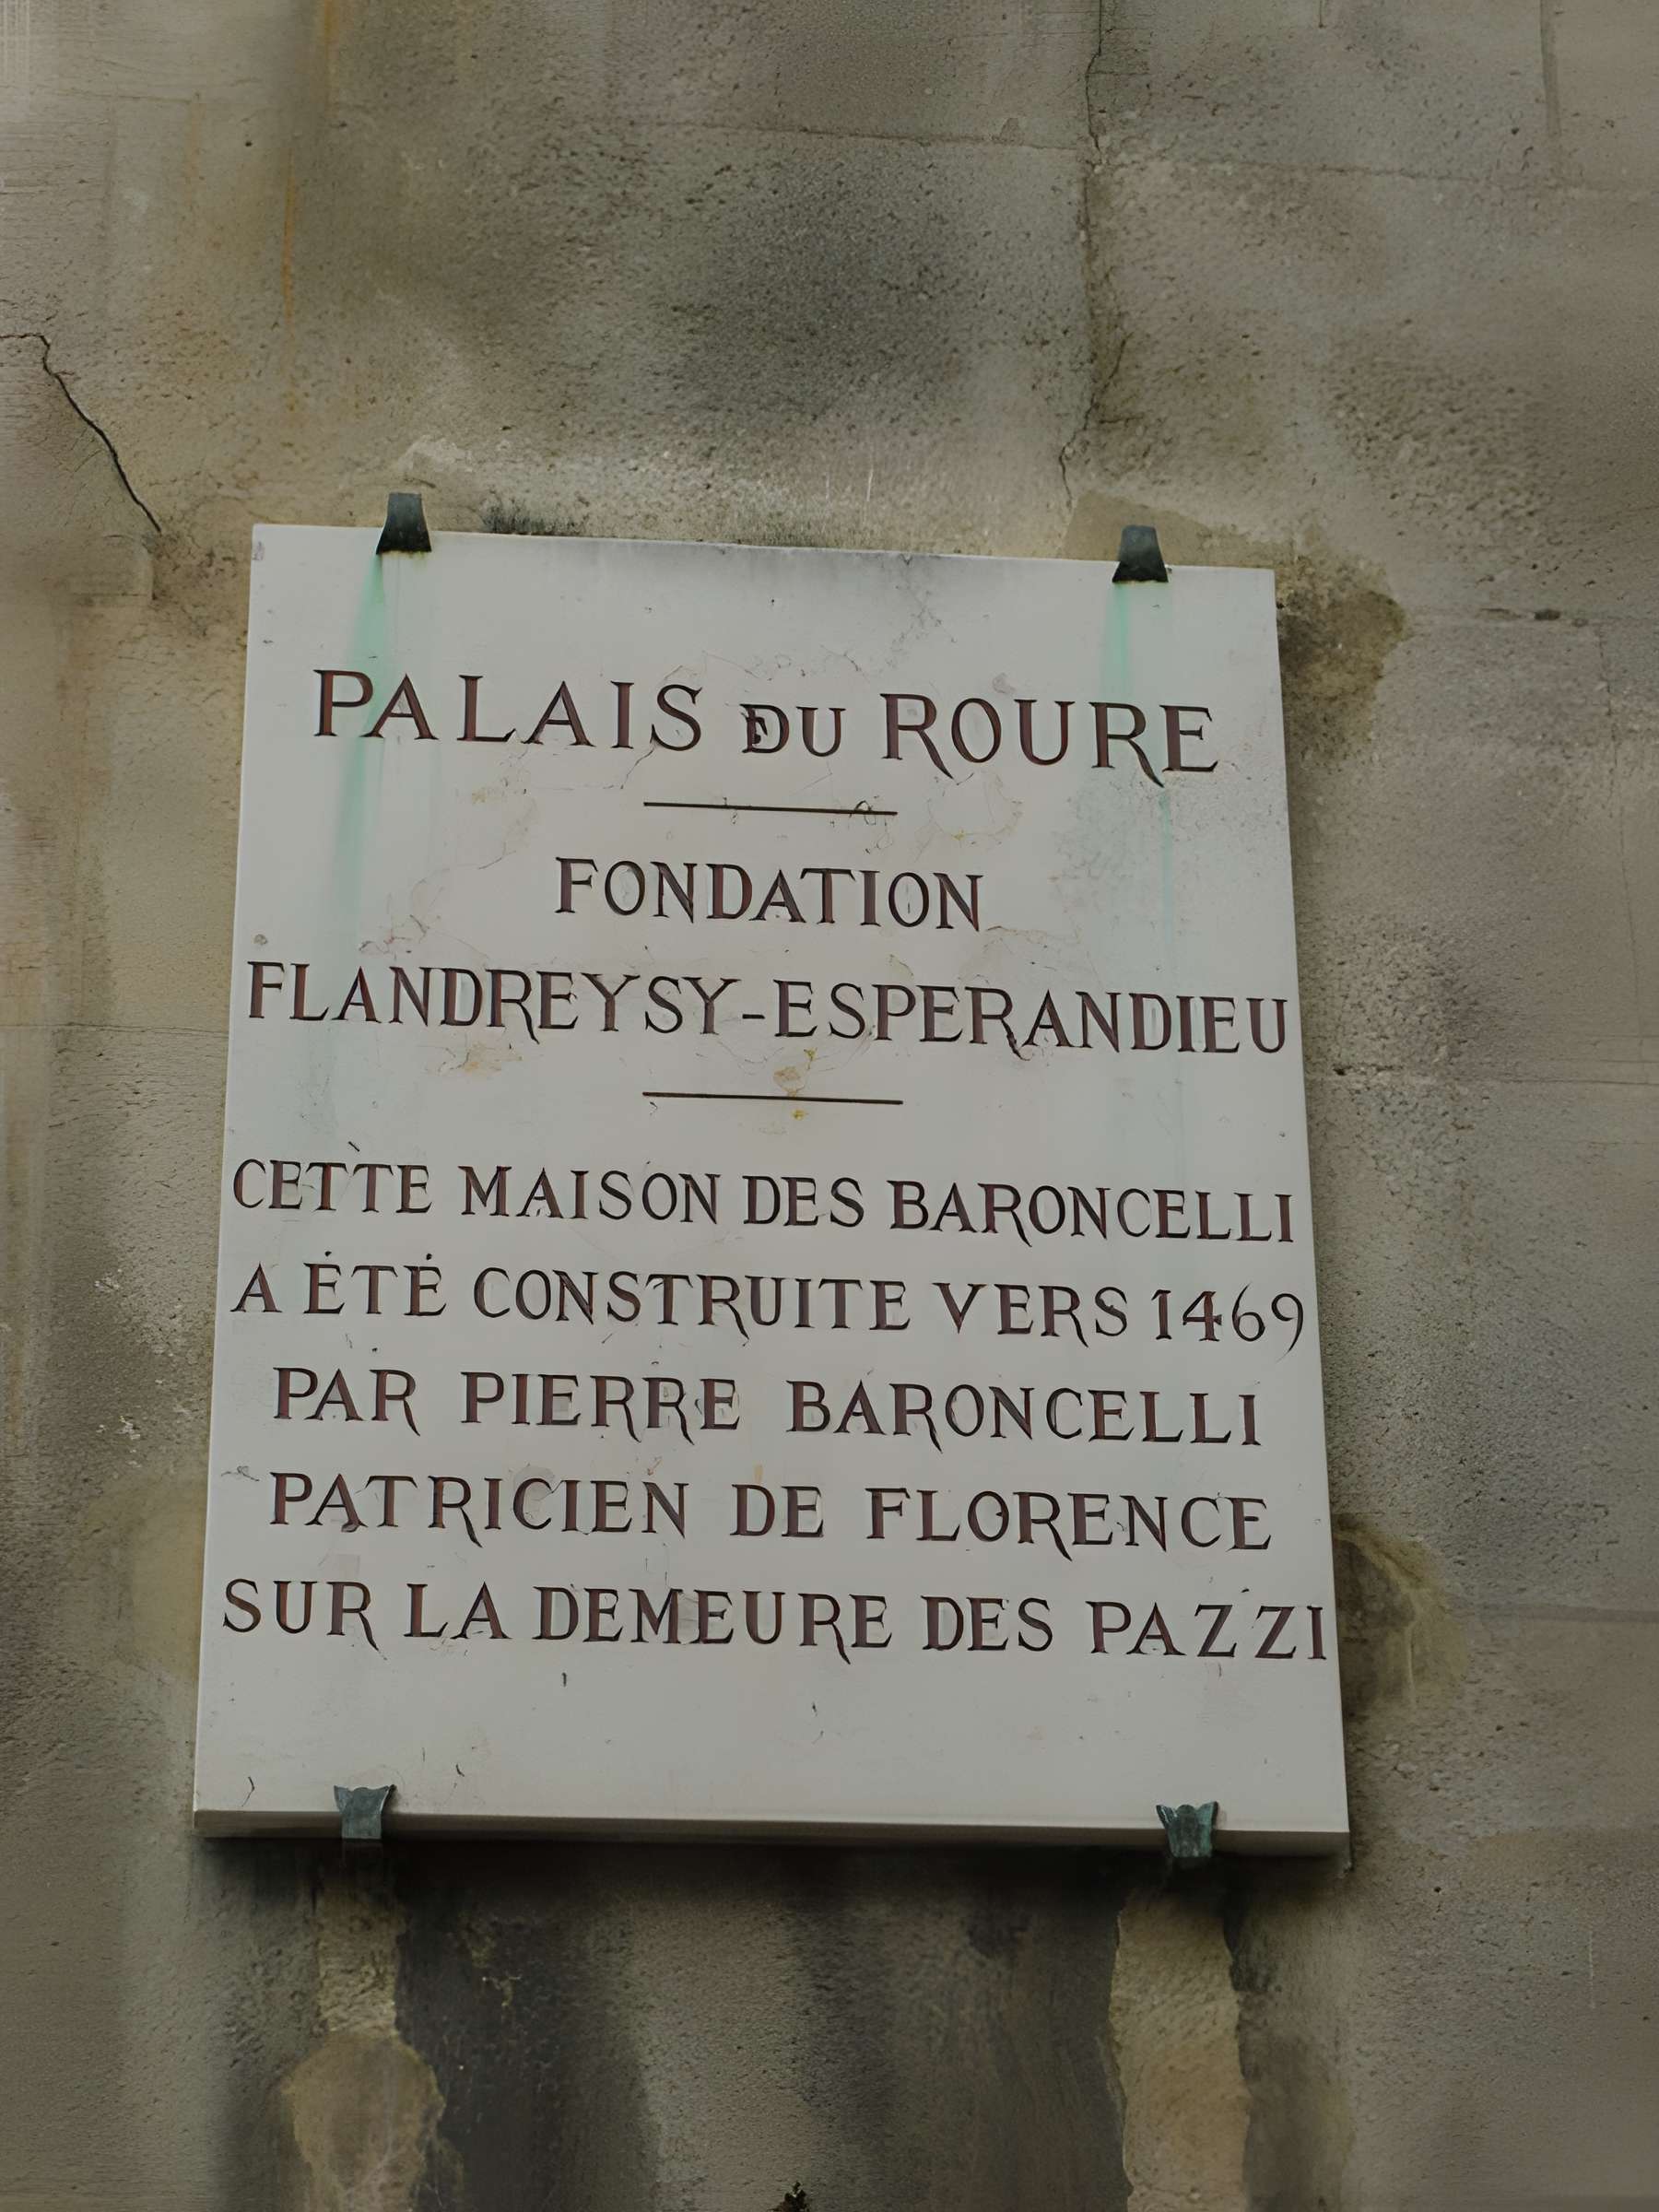 PALAIS DU ROURE
FONDATION
FLANDREYSY-ESPERANDIEU
CETTE MAISON DES BARONCELLI
A ÉTÉ CONSTRUITE VERS 1469
PAR PIERRE BARONCELLI
PATRICIEN DE FLORENCE
SUR LA DEMEURE DES PAZZI